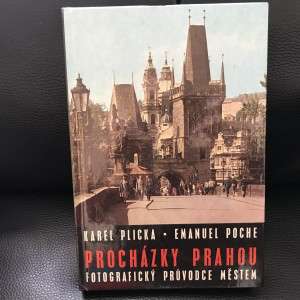 KAREL PLICKA • EMANUEL POCHE
PROCHÁZKY PRAHOU
FOTOGRAFICKÝ PRŮVODCE MĚSTEM